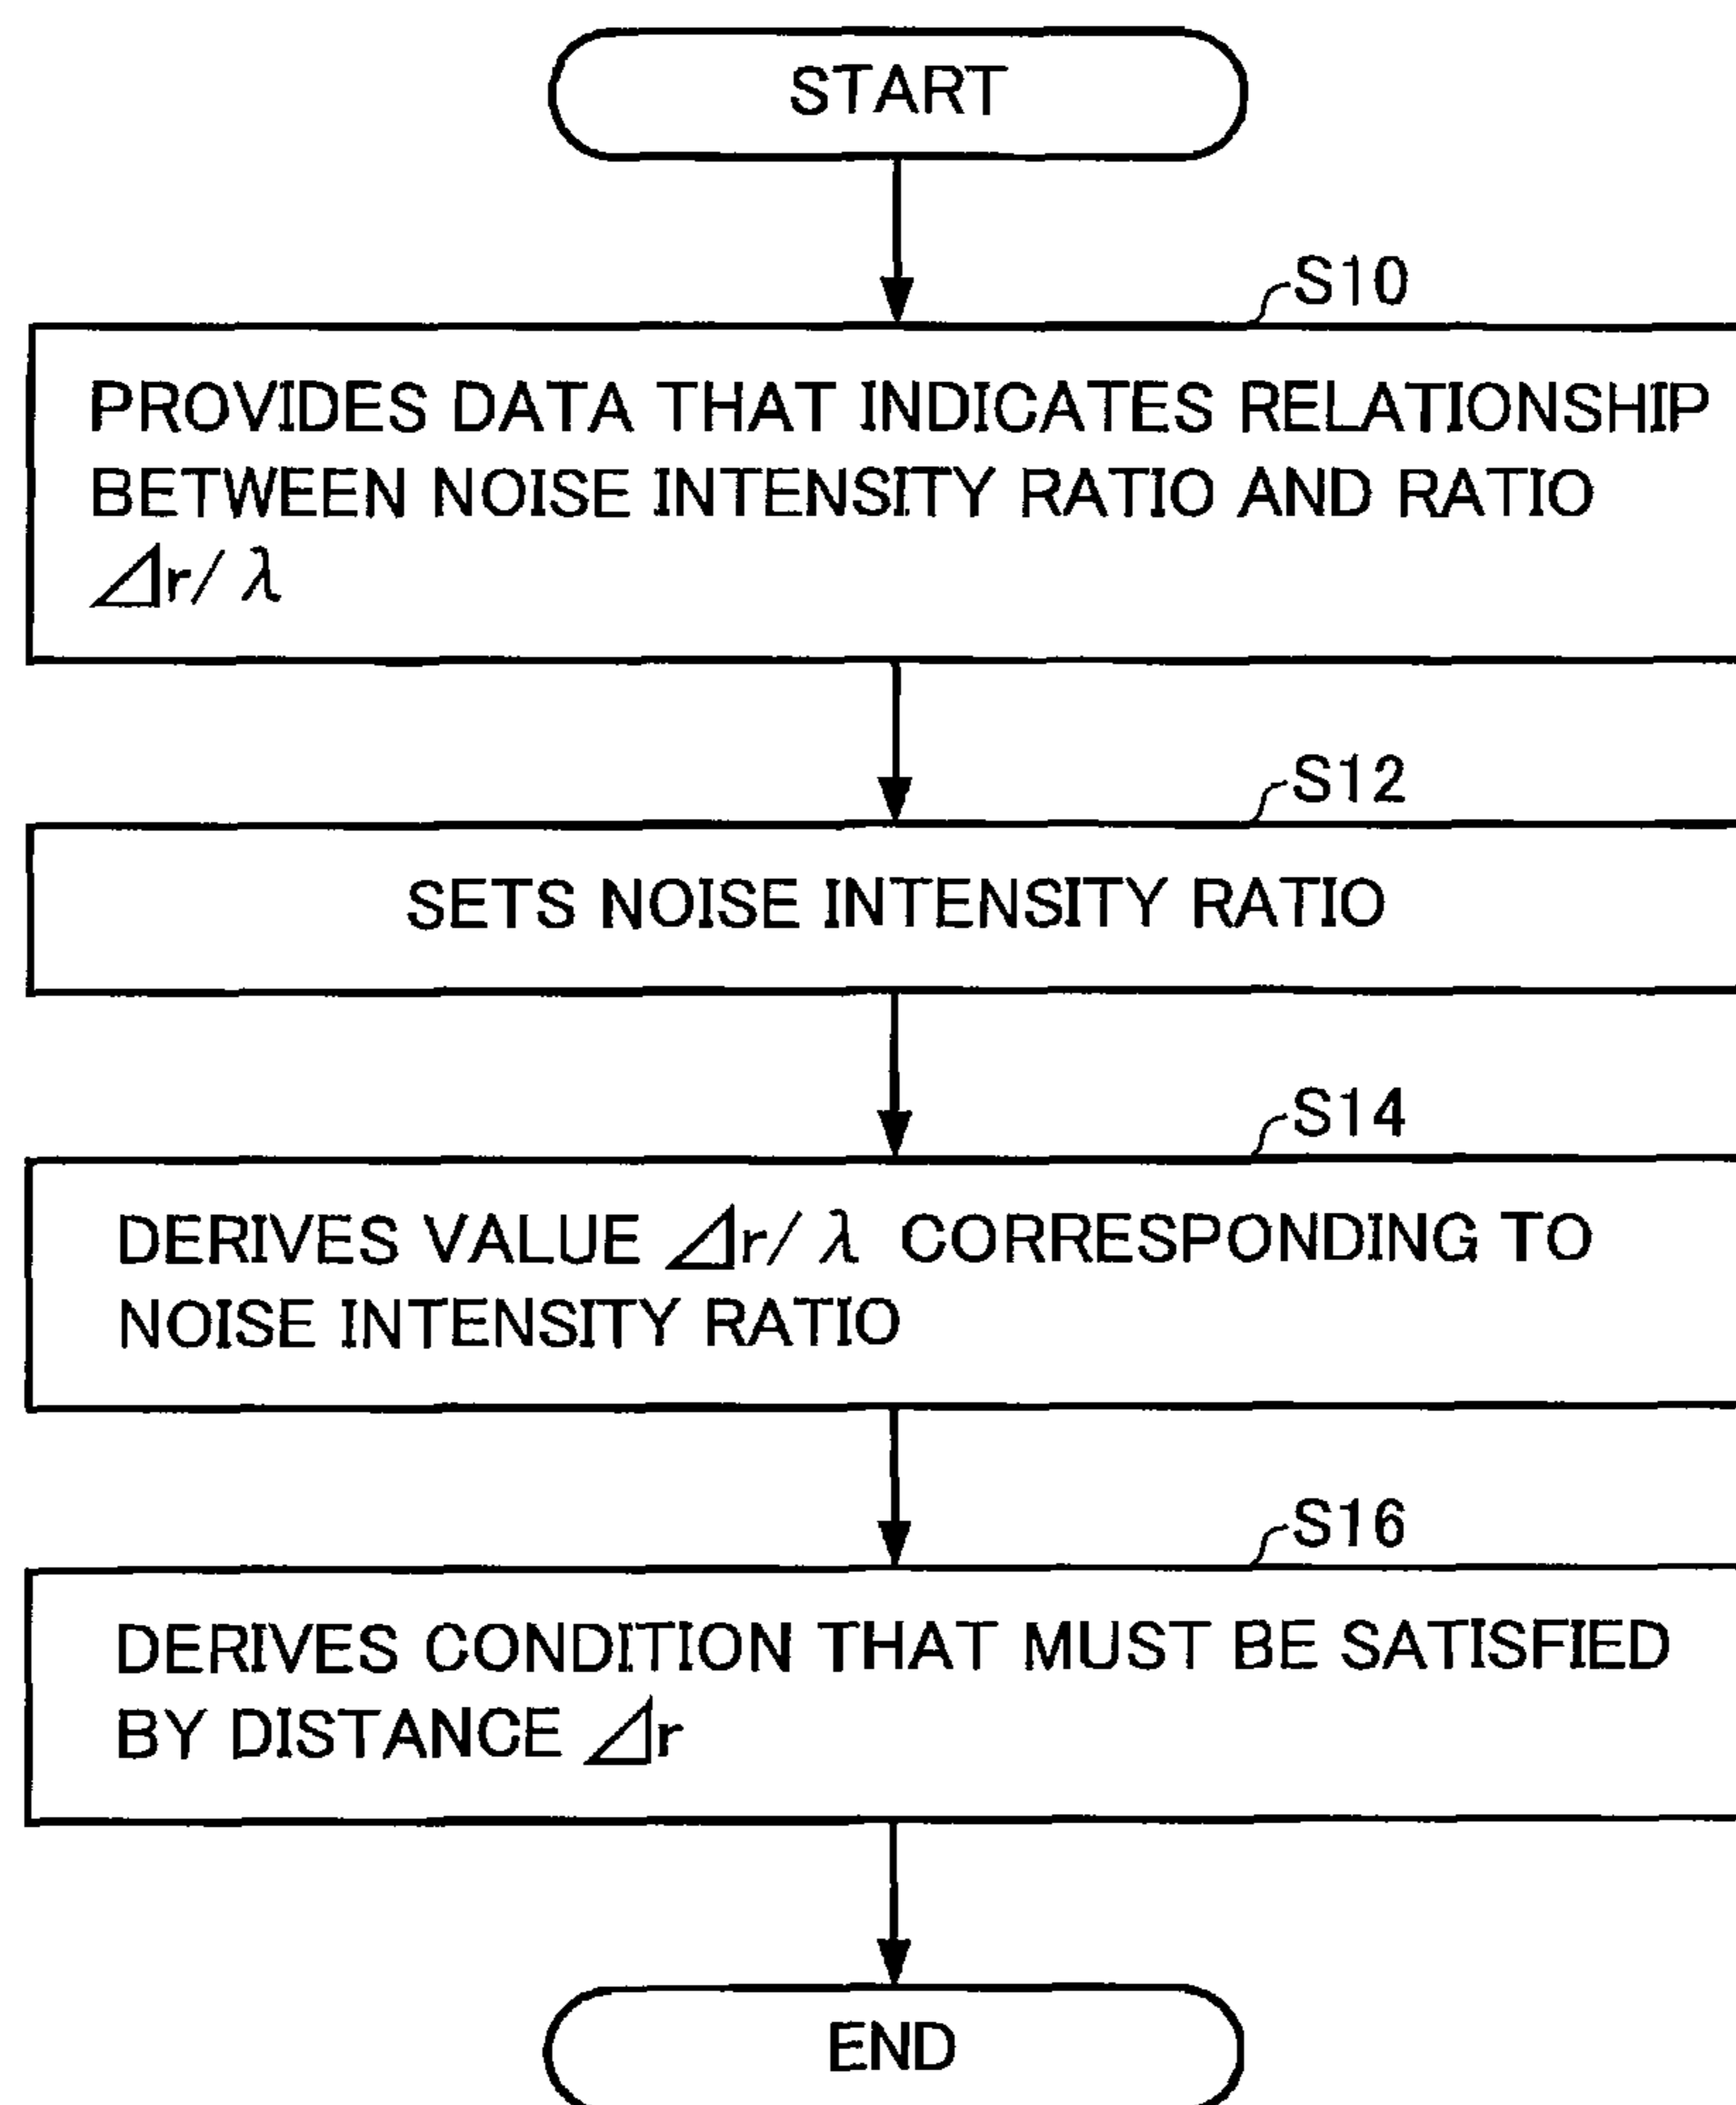 START
S10
PROVIDES DATA THAT INDICATES RELATIONSHIP
BETWEEN NOISE INTENSITY RATIO AND RATIO
⊿r/λ
S12
SETS NOISE INTENSITY RATIO
S14
DERIVES VALUE ⊿r/λ CORRESPONDING TO
NOISE INTENSITY RATIO
S16
DERIVES CONDITION THAT MUST BE SATISFIED
BY DISTANCE ⊿r
END